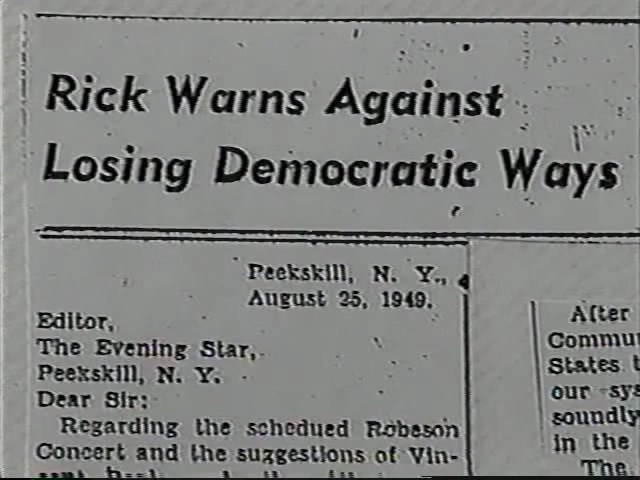 Rick Warns Against
Losing Democratic Ways
Peekskill, N. Y.,
August 25, 1949.
Editor,
The Evening Star,
Peekskill, N. Y.
Dear Sir:
Regarding the schedued Robeson
Concert and the suggestions of Vin-
After
Commu
States t
our sys
soundly
in the
The